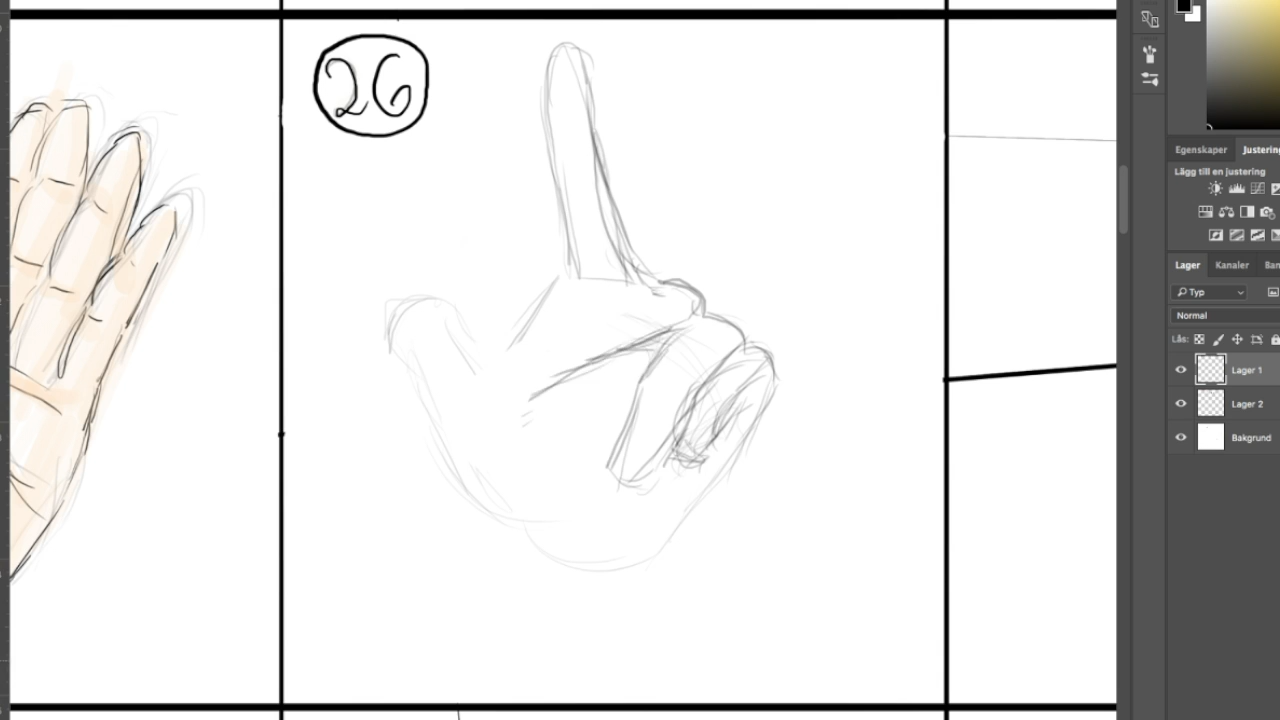 26
Egenskaper Justering
Lägg till en justering
Lager Kanaler Ban
Typ
Normal
Lås:
Lager 1
Lager 2
Bakgrund